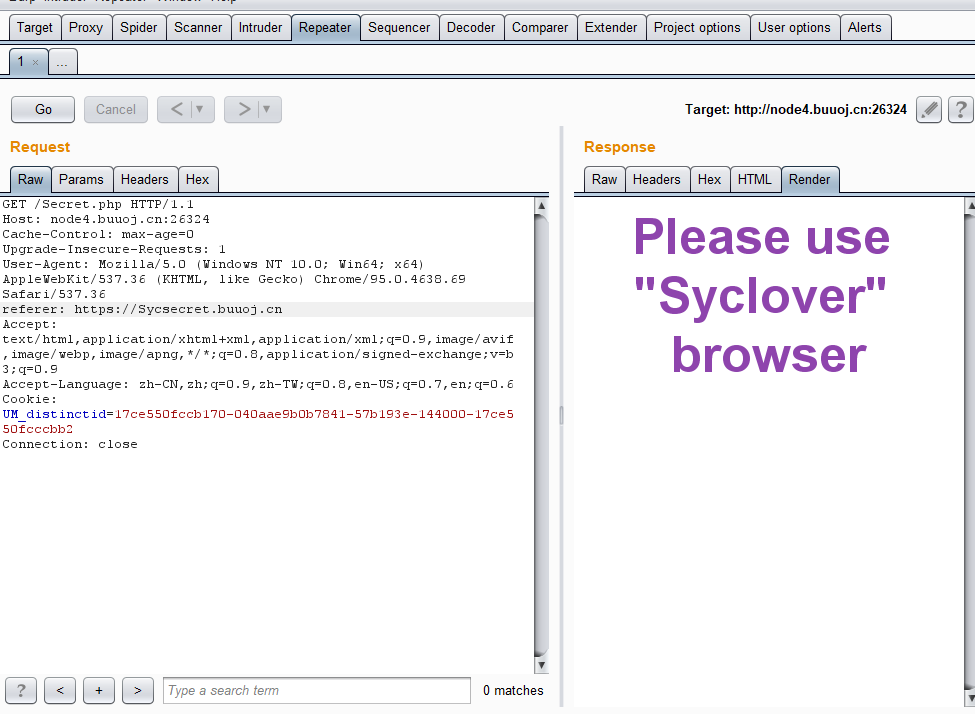 Target Proxy Spider Scanner Intruder Repeater Sequencer Decoder Comparer Extender Project options User options Alerts
1 × ...
Go Cancel < ▼ > ▼ Target: http://node4.buuoj.cn:26324 ?
Request
Response
Raw Params Headers Hex
Raw Headers Hex HTML Render
GET /Secret.php HTTP/1.1
Host: node4.buuoj.cn:26324
Cache-Control: max-age=0
Upgrade-Insecure-Requests: 1
User-Agent: Mozilla/5.0 (Windows NT 10.0; Win64; x64)
AppleWebKit/537.36 (KHTML, like Gecko) Chrome/95.0.4638.69
Safari/537.36
referer: https://Sycsecret.buuoj.cn
Accept:
text/html,application/xhtml+xml,application/xml;q=0.9,image/avif
,image/webp,image/apng,*/*;q=0.8,application/signed-exchange;v=b
3;q=0.9
Accept-Language: zh-CN,zh;q=0.9,zh-TW;q=0.8,en-US;q=0.7,en;q=0.6
Cookie:
UM_distinctid=17ce550fccb170-040aae9b0b7841-57b193e-144000-17ce5
50fcccbb2
Connection: close
Please use
"Syclover"
browser
? < + > Type a search term 0 matches